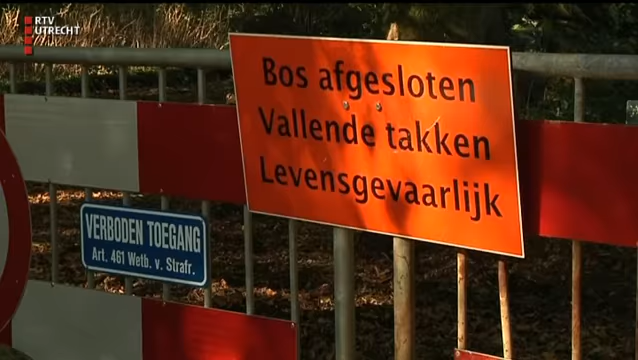 RTV
UTRECHT
Bos afgesloten
Vallende takken
Levensgevaarlijk
VERBODEN TOEGANG
Art. 461 Wetb. v. Strafr.